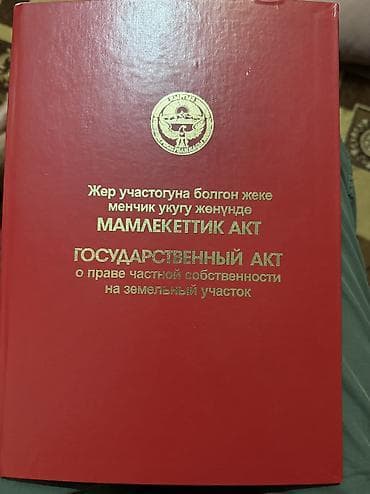 Жер участогуна болгон жеке
менчик укугу жөнүндө
МАМЛЕКЕТТИК АКТ
ГОСУДАРСТВЕННЫЙ АКТ
о праве частной собственности
на земельный участок